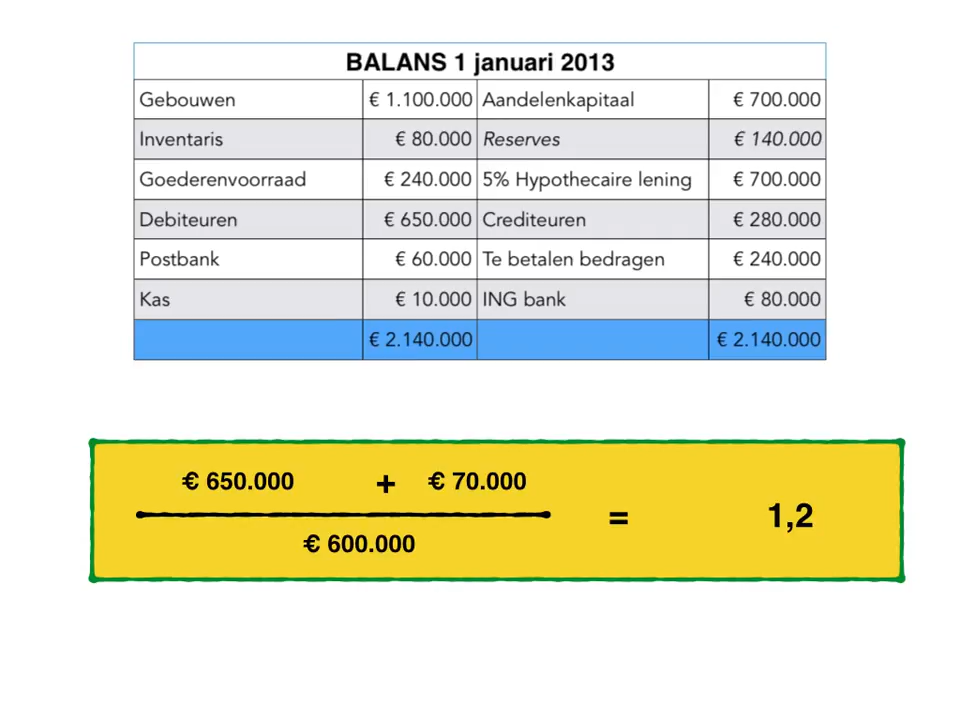 BALANS 1 januari 2013
Gebouwen € 1.100.000 Aandelenkapitaal € 700.000
Inventaris € 80.000 Reserves € 140.000
Goederenvoorraad € 240.000 5% Hypothecaire lening € 700.000
Debiteuren € 650.000 Crediteuren € 280.000
Postbank € 60.000 Te betalen bedragen € 240.000
Kas € 10.000 ING bank € 80.000
€ 2.140.000 € 2.140.000
€ 650.000 + € 70.000
€ 600.000
= 1,2